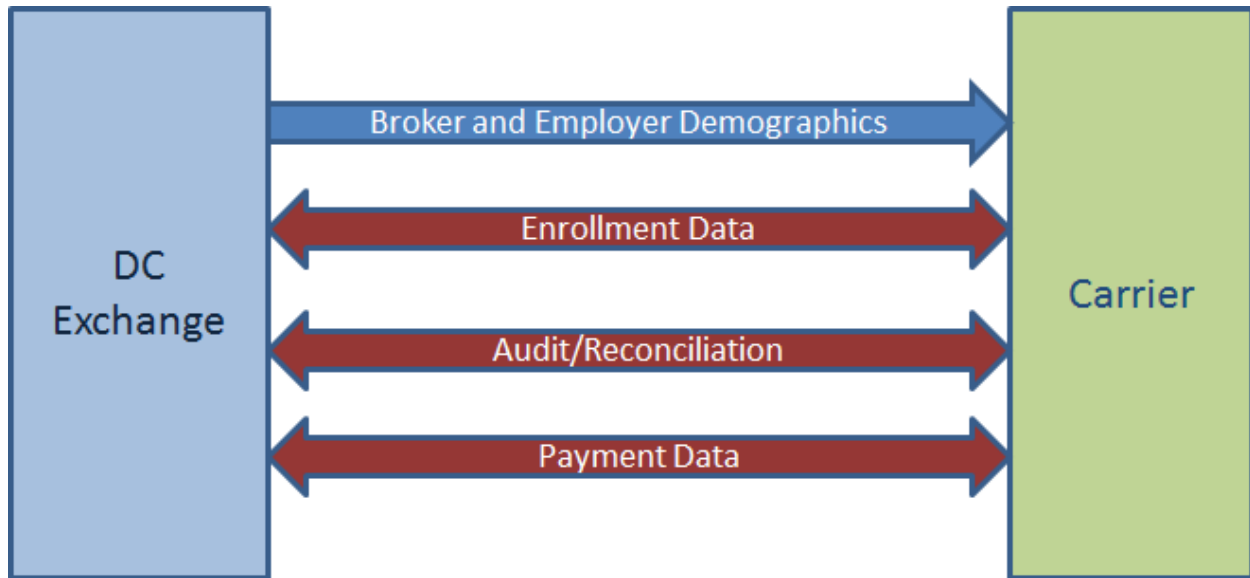 Broker and Employer Demographics
Enrollment Data
DC
Exchange
Carrier
Audit/Reconciliation
Payment Data